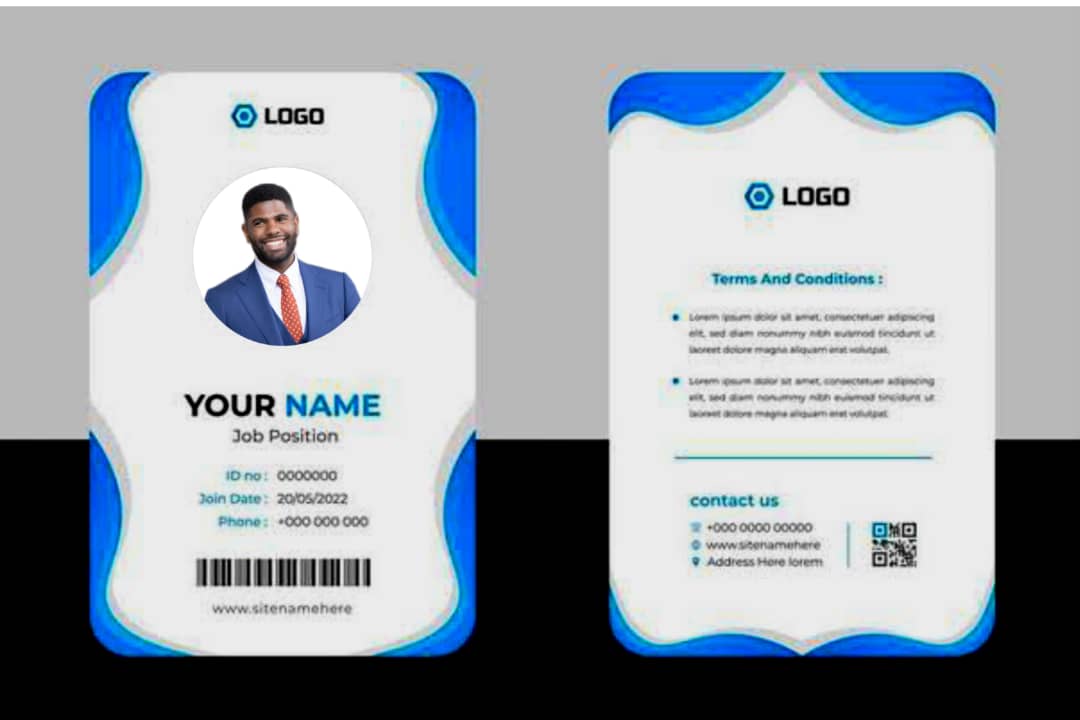 LOGO
YOUR NAME
Job Position
ID no : 0000000
Join Date : 20/05/2022
Phone : +000 000 000
www.sitenamehere
LOGO
Terms And Conditions :
Lorem ipsum dolor sit amet, consectetuer adipiscing
elit, sed diam nonummy nibh euismod tincidunt ut
laoreet dolore magna aliquam erat volutpat.
Lorem ipsum dolor sit amet, consectetuer adipiscing
elit, sed diam nonummy nibh euismod tincidunt ut
laoreet dolore magna aliquam erat volutpat.
contact us
+000 0000 00000
www.sitenamehere
Address Here lorem